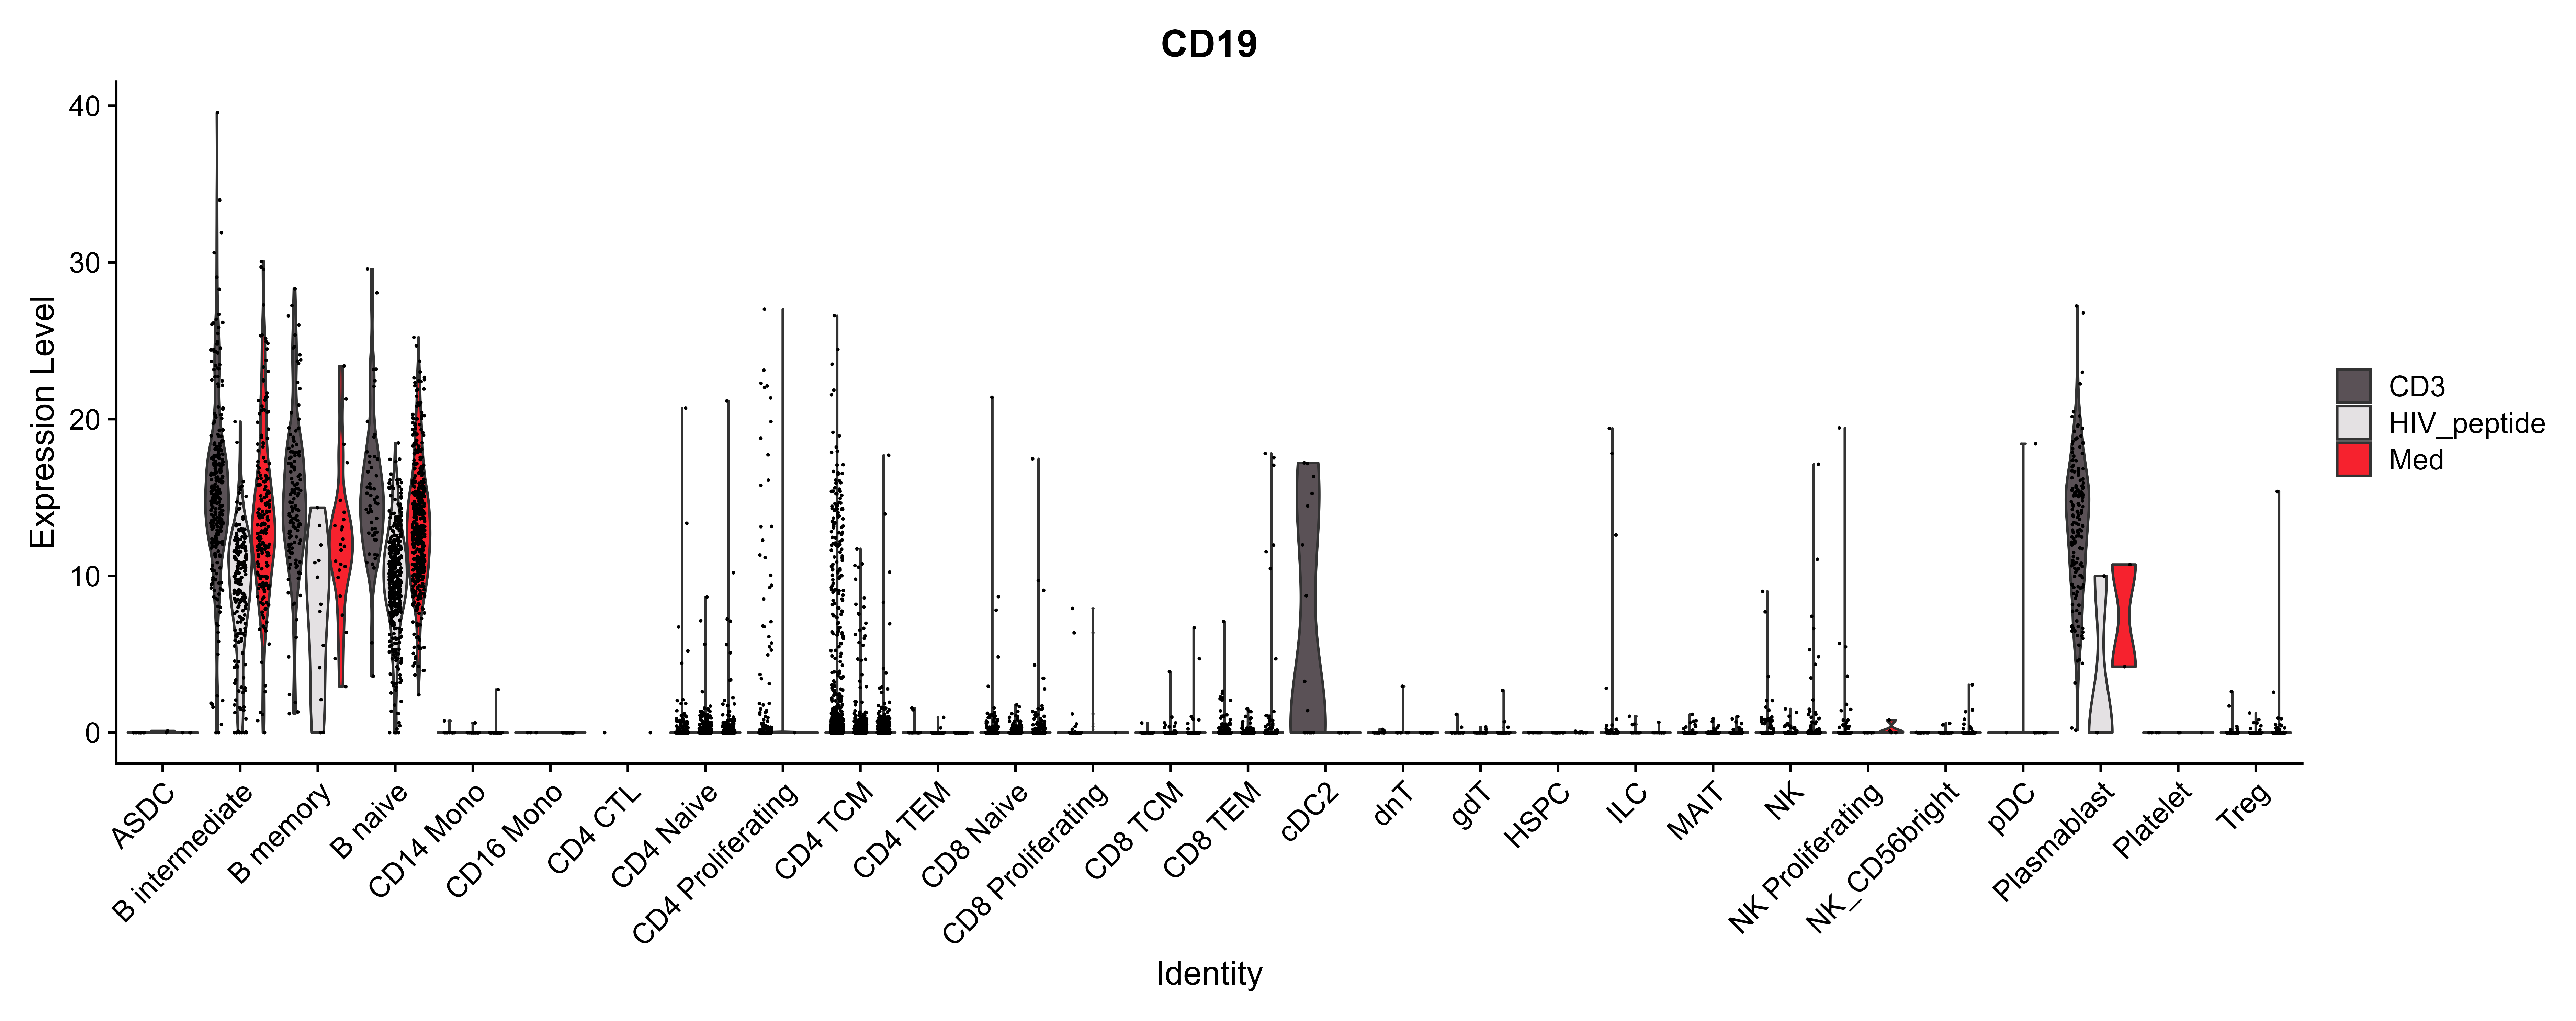 CD19
Expression Level
40
30
20
10
0
ASDC
B intermediate
B memory
B naive
CD14 Mono
CD16 Mono
CD4 CTL
CD4 Naive
CD4 Proliferating
CD4 TCM
CD4 TEM
CD8 Naive
CD8 Proliferating
CD8 TCM
CD8 TEM
cDC2
dnT
gdT
HSPC
ILC
MAIT
NK
NK Proliferating
NK_CD56bright
pDC
Plasmablast
Platelet
Treg
Identity
CD3
HIV_peptide
Med